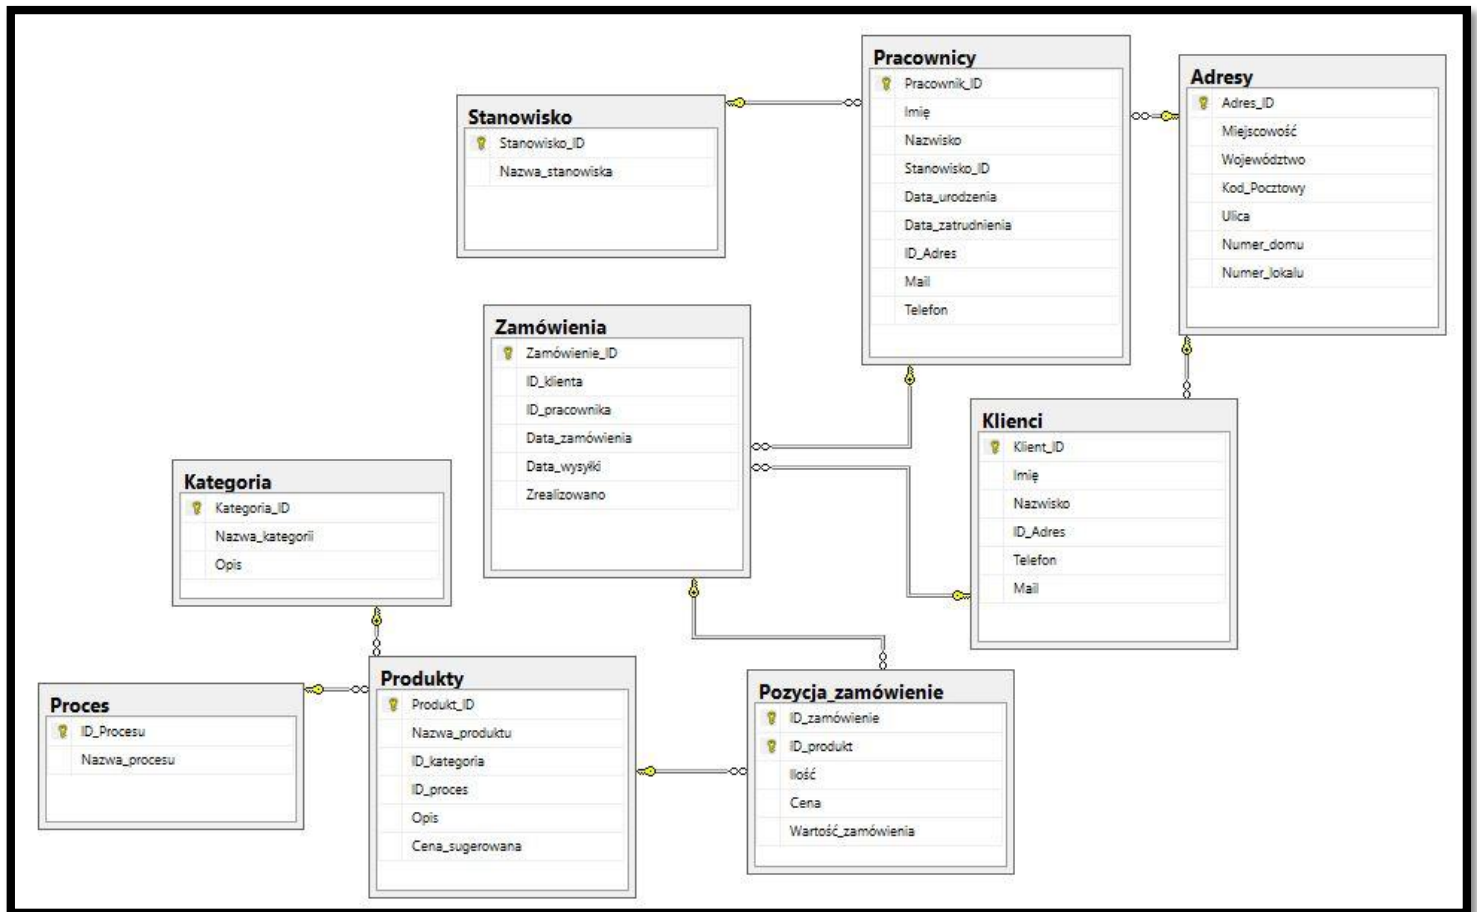 Pracownicy
Pracownik_ID
Imię
Nazwisko
Stanowisko_ID
Data_urodzenia
Data_zatrudnienia
ID_Adres
Mail
Telefon
Adresy
Adres_ID
Miejscowość
Województwo
Kod_Pocztowy
Ulica
Numer_domu
Numer_lokalu
Stanowisko
Stanowisko_ID
Nazwa_stanowiska
Zamówienia
Zamówienie_ID
ID_klienta
ID_pracownika
Data_zamówienia
Data_wysyłki
Zrealizowano
Klienci
Klient_ID
Imię
Nazwisko
ID_Adres
Telefon
Mail
Kategoria
Kategoria_ID
Nazwa_kategorii
Opis
Proces
ID_Procesu
Nazwa_procesu
Produkty
Produkt_ID
Nazwa_produktu
ID_kategoria
ID_proces
Opis
Cena_sugerowana
Pozycja_zamówienie
ID_zamówienie
ID_produkt
Ilość
Cena
Wartość_zamówienia